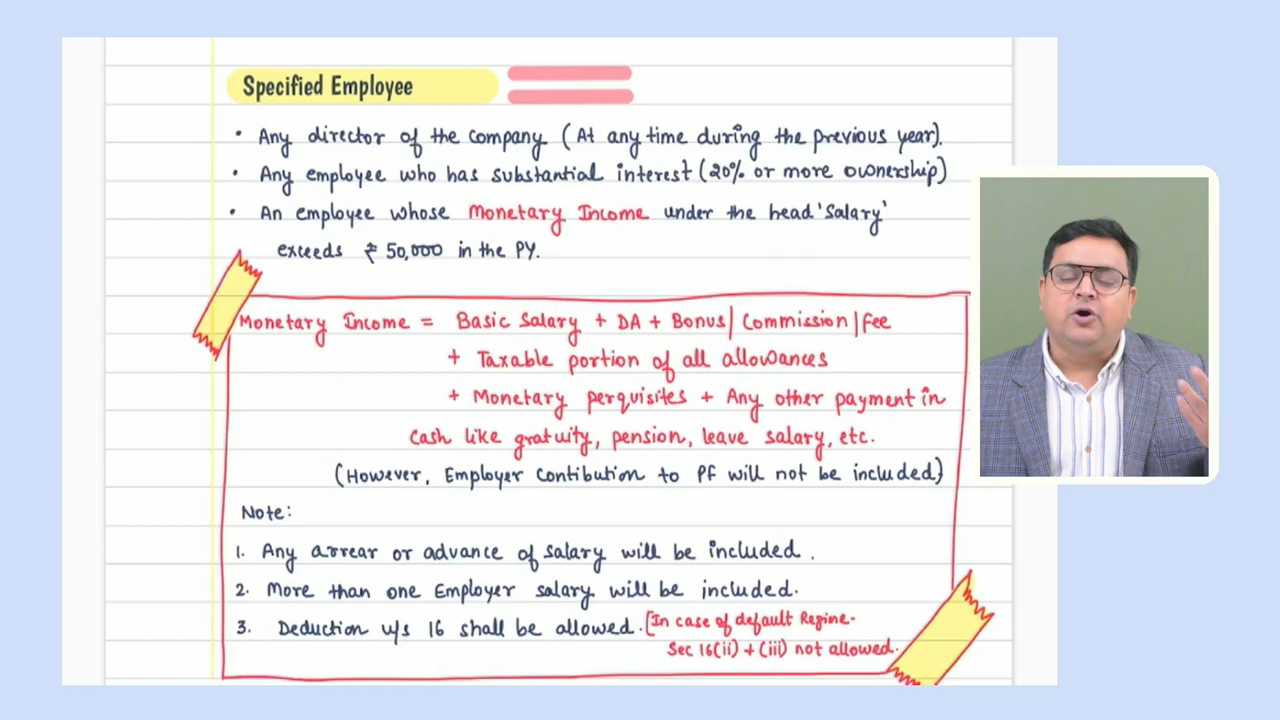 Specified Employee
• Any director of the company (At any time during the previous year).
• Any employee who has substantial interest (20% or more ownership)
• An employee whose Monetary Income under the head 'Salary'
exceeds ₹ 50,000 in the PY.
Monetary Income = Basic Salary + DA + Bonus/Commission/Fee
+ Taxable portion of all allowances
+ Monetary perquisites + Any other payment in
Cash like gratuity, pension, leave salary, etc.
(However, Employer Contibution to PF will not be included)
Note:
1. Any arrear or advance of salary will be included.
2. More than one Employer salary will be included.
3. Deduction u/s 16 shall be allowed. [In case of default Regime-
Sec 16(ii) + (iii) not allowed.